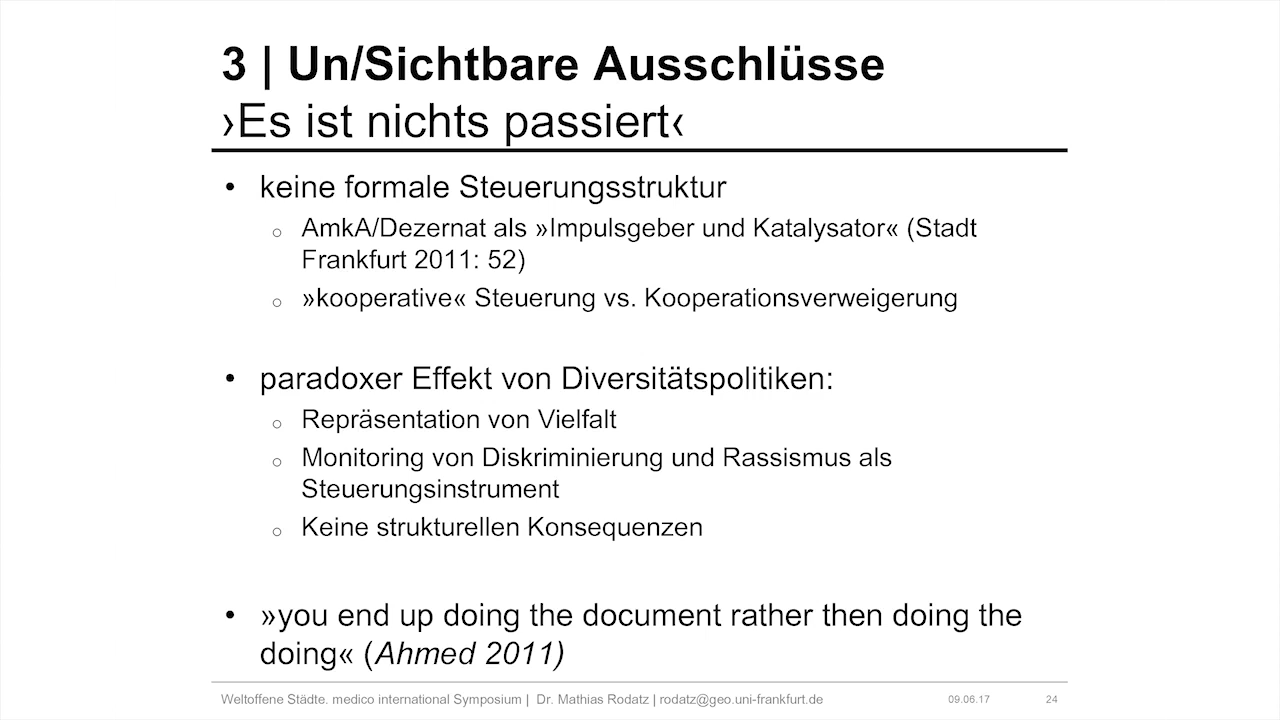 3 | Un/Sichtbare Ausschlüsse
›Es ist nichts passiert‹
• keine formale Steuerungsstruktur
o AmkA/Dezernat als »Impulsgeber und Katalysator« (Stadt
Frankfurt 2011: 52)
o »kooperative« Steuerung vs. Kooperationsverweigerung
• paradoxer Effekt von Diversitätspolitiken:
o Repräsentation von Vielfalt
o Monitoring von Diskriminierung und Rassismus als
Steuerungsinstrument
o Keine strukturellen Konsequenzen
• »you end up doing the document rather then doing the
doing« (Ahmed 2011)
Weltoffene Städte. medico international Symposium | Dr. Mathias Rodatz | rodatz@geo.uni-frankfurt.de 09.06.17 24